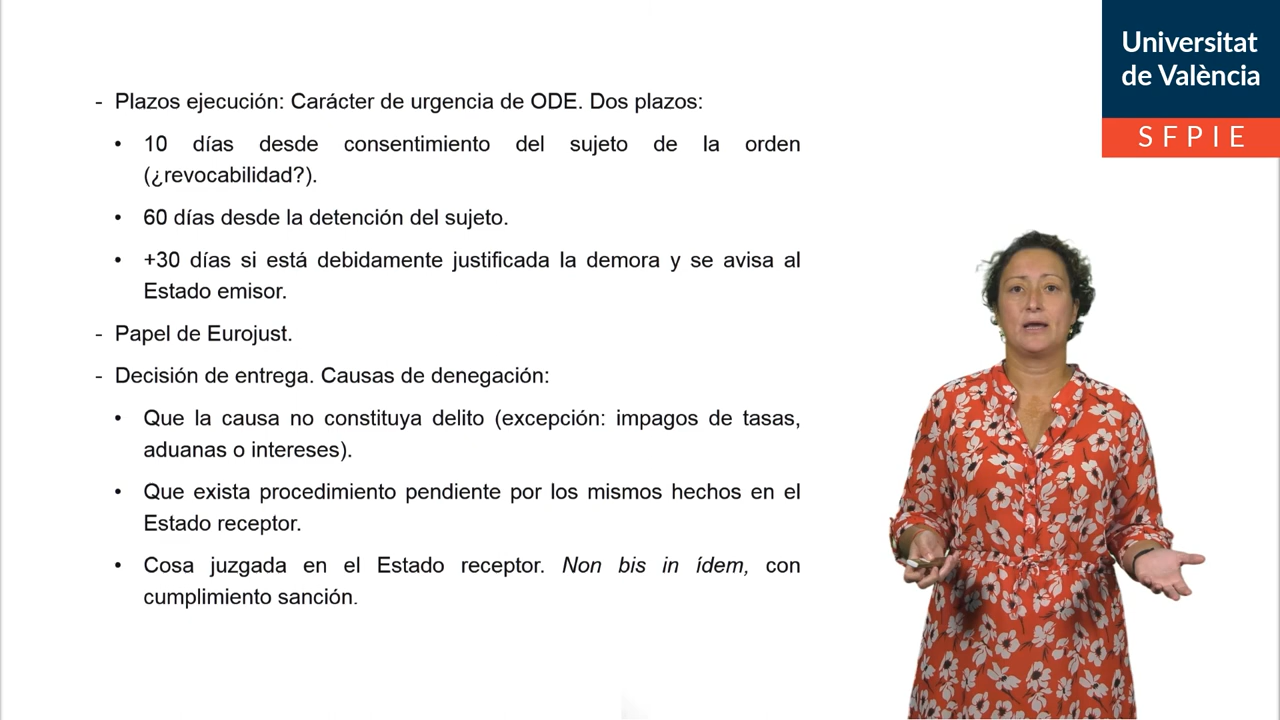 Universitat
de València
SFPIE
- Plazos ejecución: Carácter de urgencia de ODE. Dos plazos:
• 10 días desde consentimiento del sujeto de la orden
(¿revocabilidad?).
• 60 días desde la detención del sujeto.
• +30 días si está debidamente justificada la demora y se avisa al
Estado emisor.
- Papel de Eurojust.
- Decisión de entrega. Causas de denegación:
• Que la causa no constituya delito (excepción: impagos de tasas,
aduanas o intereses).
• Que exista procedimiento pendiente por los mismos hechos en el
Estado receptor.
• Cosa juzgada en el Estado receptor. Non bis in ídem, con
cumplimiento sanción.